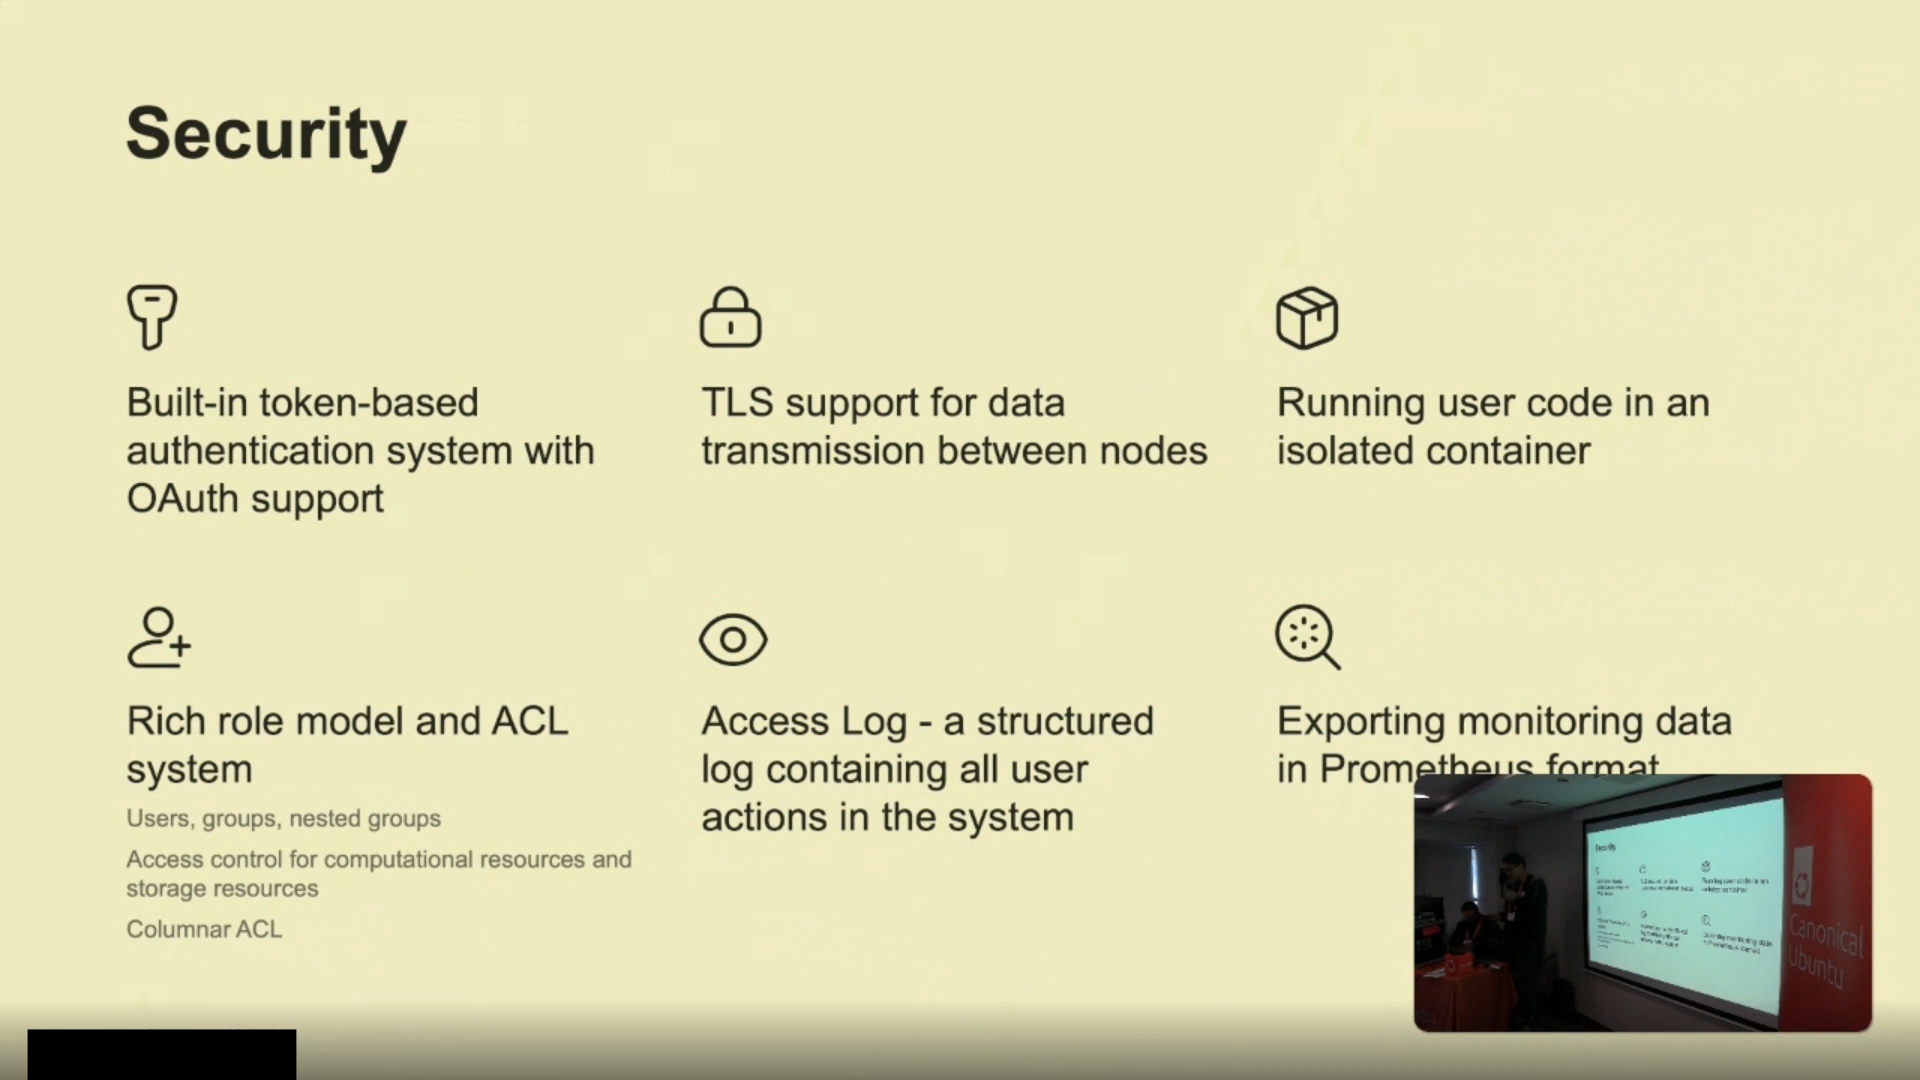 Security
Built-in token-based
authentication system with
OAuth support
TLS support for data
transmission between nodes
Running user code in an
isolated container
Rich role model and ACL
system
Users, groups, nested groups
Access control for computational resources and
storage resources
Columnar ACL
Access Log - a structured
log containing all user
actions in the system
Exporting monitoring data
in Prometheus format
Security
Canonical
Ubuntu